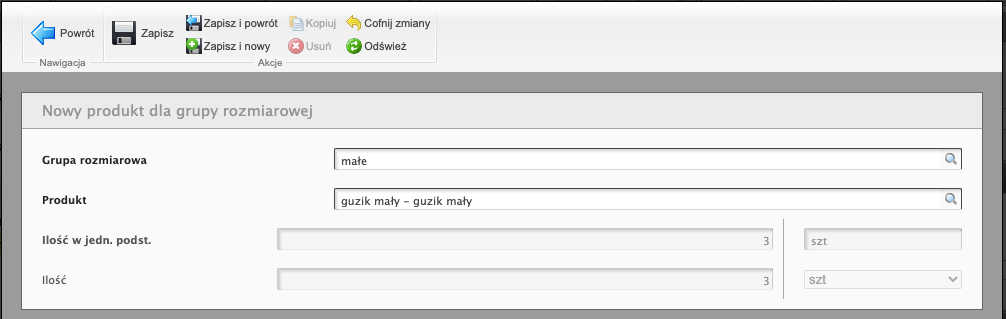 Powrót
Zapisz
Zapisz i powrót
Kopiuj
Cofnij zmiany
Zapisz i nowy
Usuń
Odśwież
Nawigacja
Akcje
Nowy produkt dla grupy rozmiarowej
Grupa rozmiarowa małe
Produkt guzik mały - guzik mały
Ilość w jedn. podst. 3 szt
Ilość 3 szt